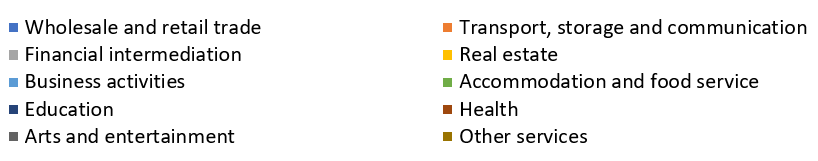 Wholesale and retail trade
Transport, storage and communication
Financial intermediation
Real estate
Business activities
Accommodation and food service
Education
Health
Arts and entertainment
Other services